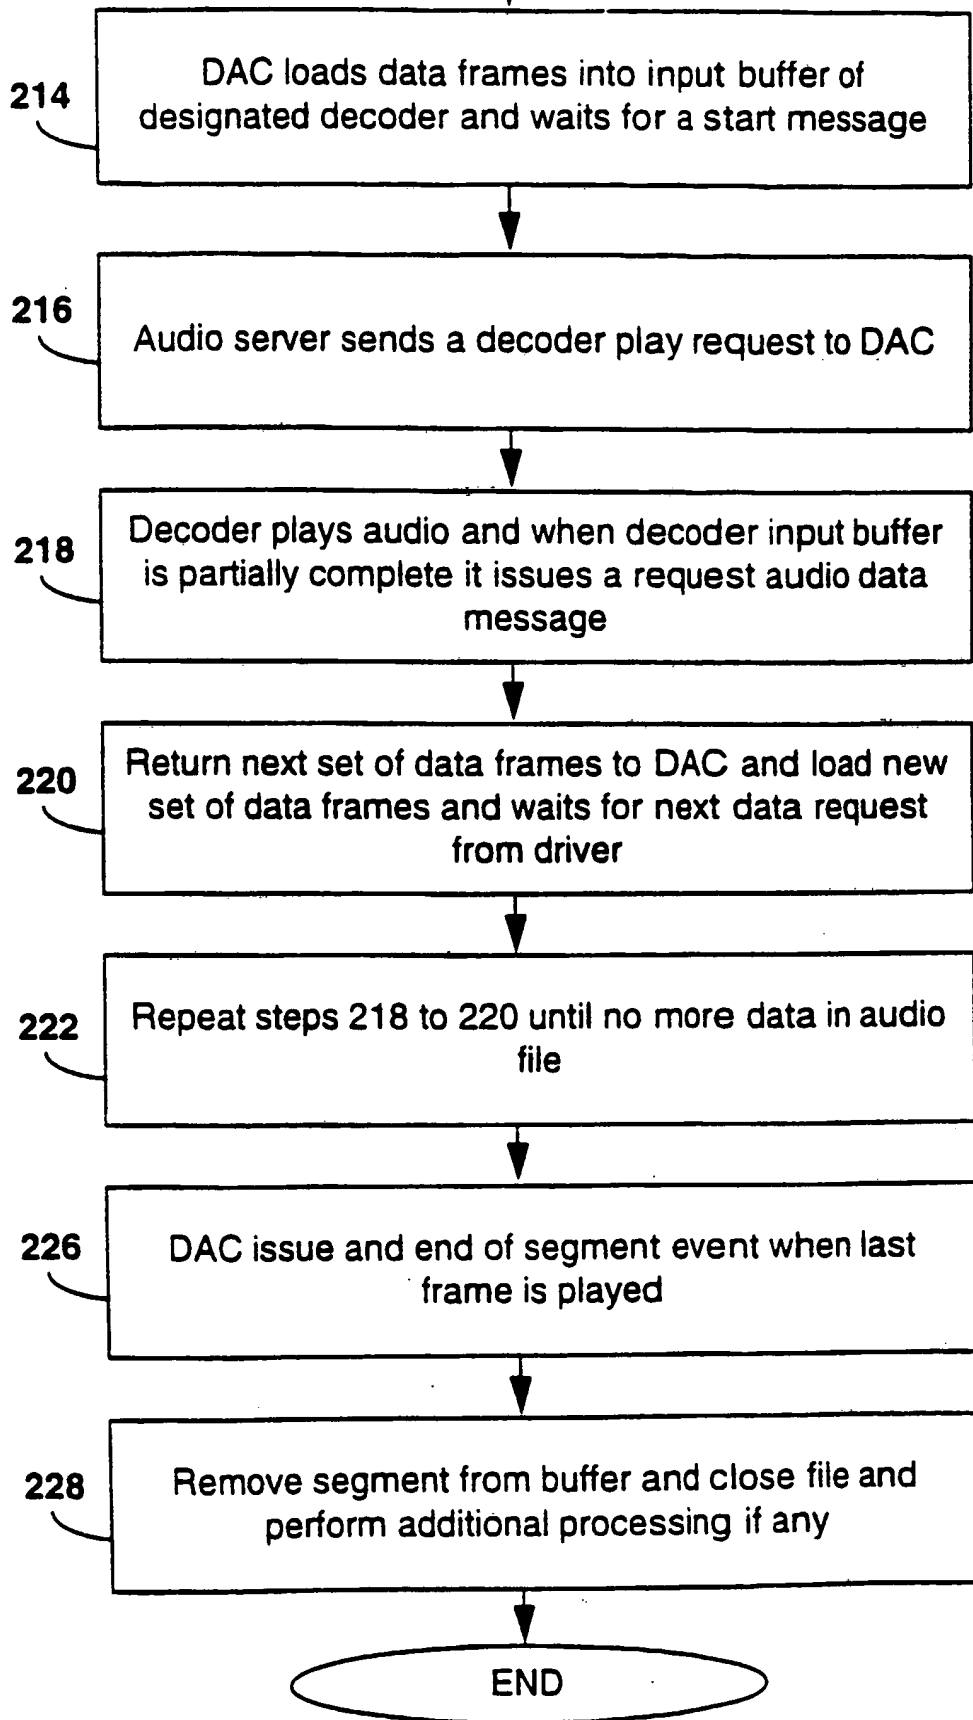 214
DAC loads data frames into input buffer of
designated decoder and waits for a start message
216
Audio server sends a decoder play request to DAC
218
Decoder plays audio and when decoder input buffer
is partially complete it issues a request audio data
message
220
Return next set of data frames to DAC and load new
set of data frames and waits for next data request
from driver
222
Repeat steps 218 to 220 until no more data in audio
file
226
DAC issue and end of segment event when last
frame is played
228
Remove segment from buffer and close file and
perform additional processing if any
END